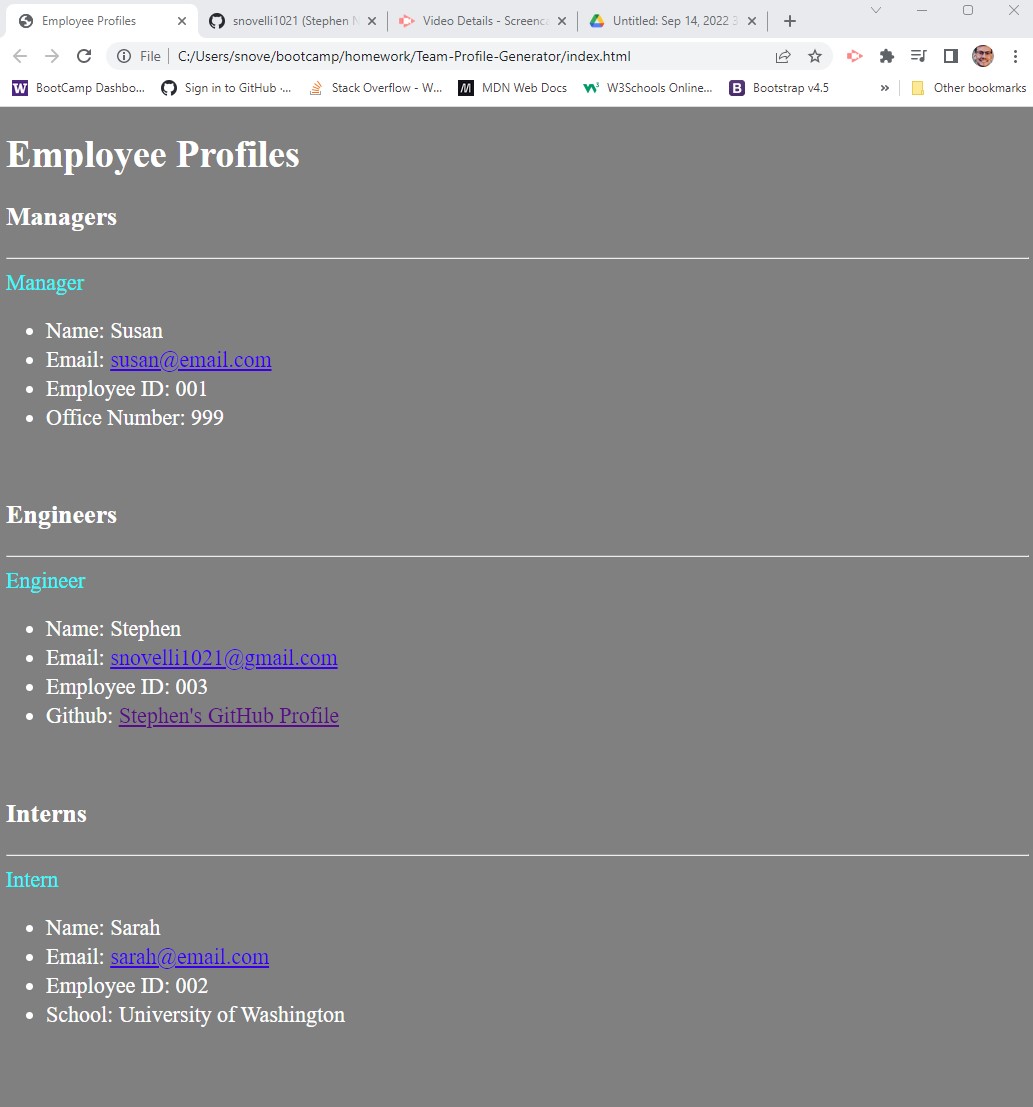 Employee Profiles
snovelli1021 (Stephen N
Video Details - Screenca
Untitled: Sep 14, 2022 3
File
C:/Users/snove/bootcamp/homework/Team-Profile-Generator/index.html
BootCamp Dashbo...
Sign in to GitHub ·...
Stack Overflow - W...
MDN Web Docs
W3Schools Online...
Bootstrap v4.5
»
Other bookmarks
Employee Profiles
Managers
Manager
• Name: Susan
• Email: susan@email.com
• Employee ID: 001
• Office Number: 999
Engineers
Engineer
• Name: Stephen
• Email: snovelli1021@gmail.com
• Employee ID: 003
• Github: Stephen's GitHub Profile
Interns
Intern
• Name: Sarah
• Email: sarah@email.com
• Employee ID: 002
• School: University of Washington